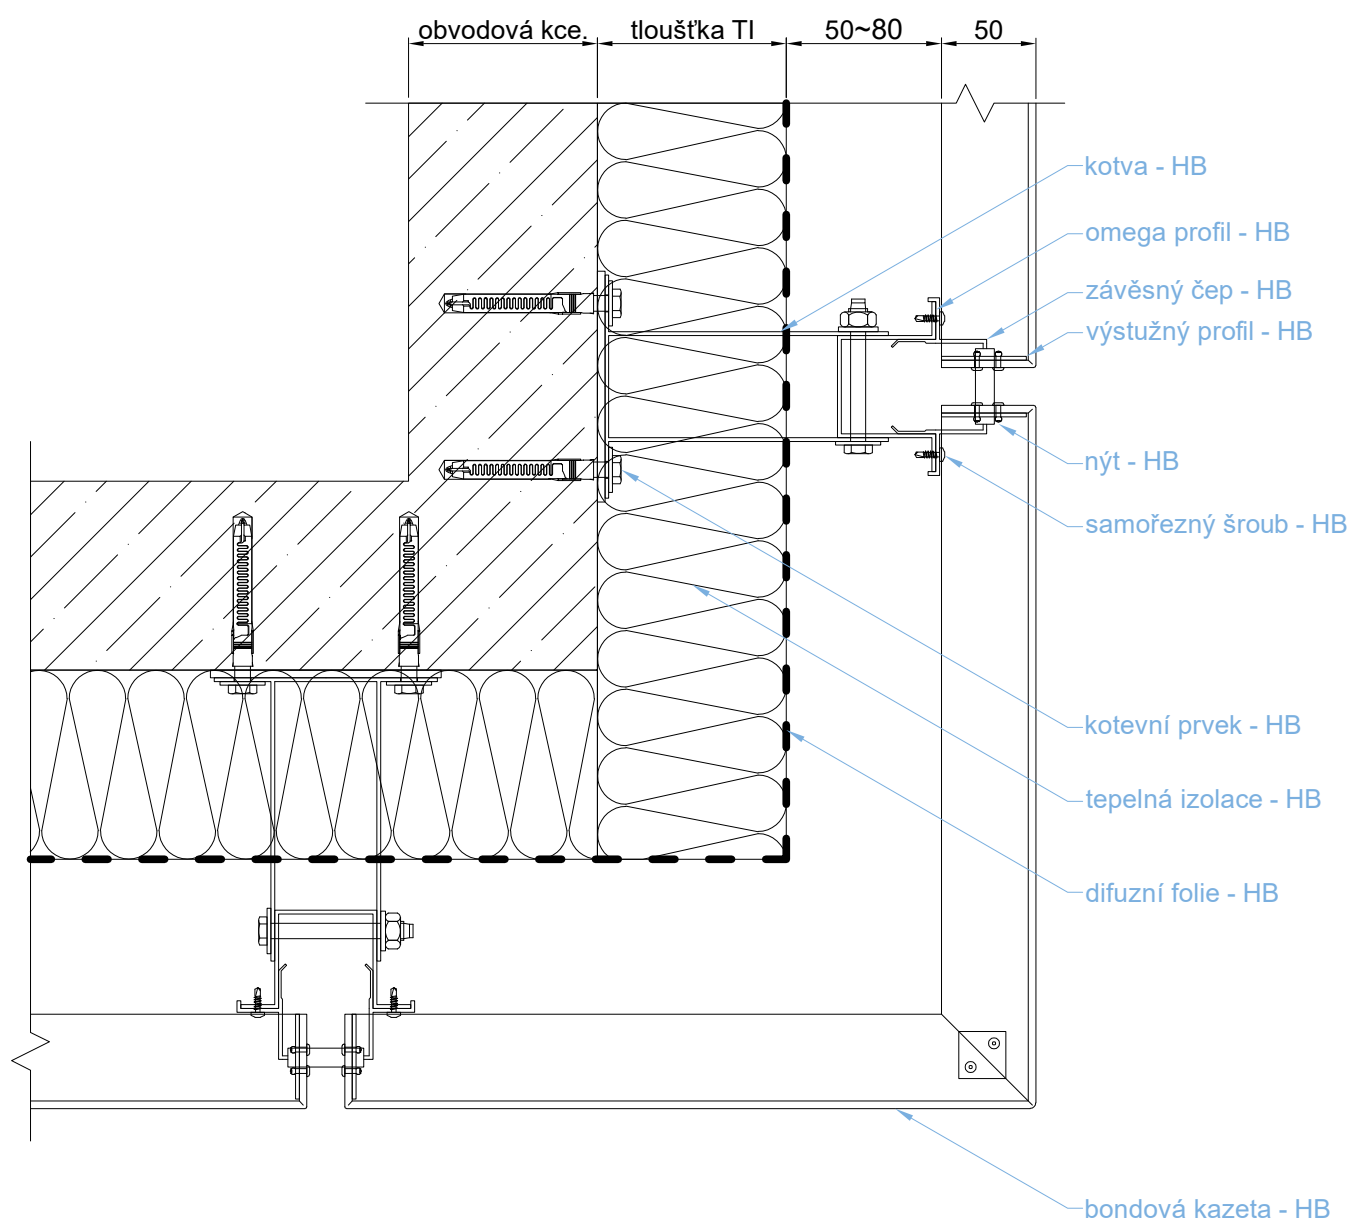 obvodová kce. tloušťka TI 50~80 50
kotva - HB
omega profil - HB
závěsný čep - HB
výstužný profil - HB
nýt - HB
samořezný šroub - HB
kotevní prvek - HB
tepelná izolace - HB
difuzní folie - HB
bondová kazeta - HB